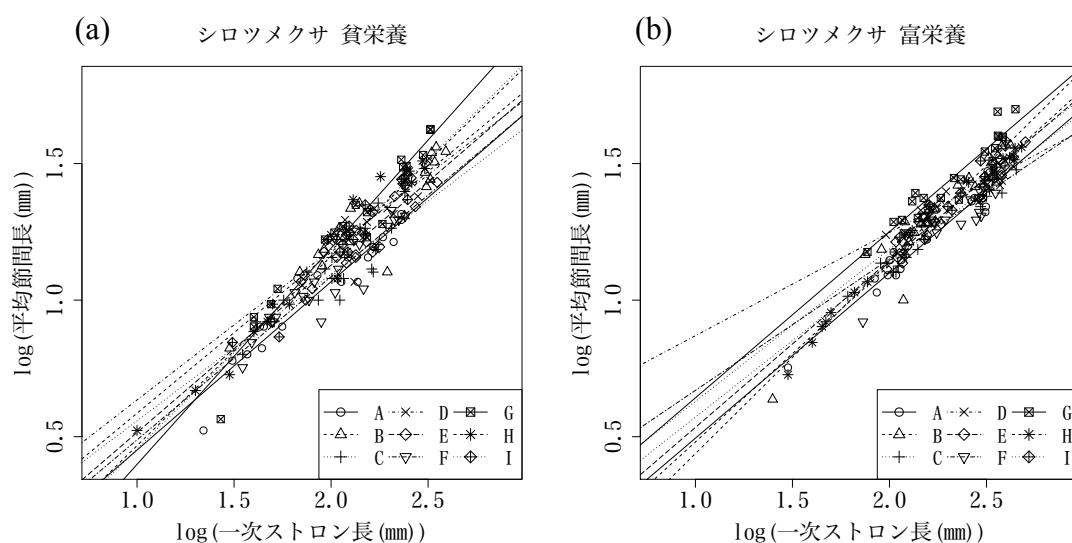 (a) シロツメクサ 貧栄養
log(平均節間長(mm))
1.5
1.0
0.5
A D G
B E H
C F I
1.0 1.5 2.0 2.5
log(一次ストロン長(mm))
(b) シロツメクサ 富栄養
log(平均節間長(mm))
1.5
1.0
0.5
A D G
B E H
C F I
1.0 1.5 2.0 2.5
log(一次ストロン長(mm))